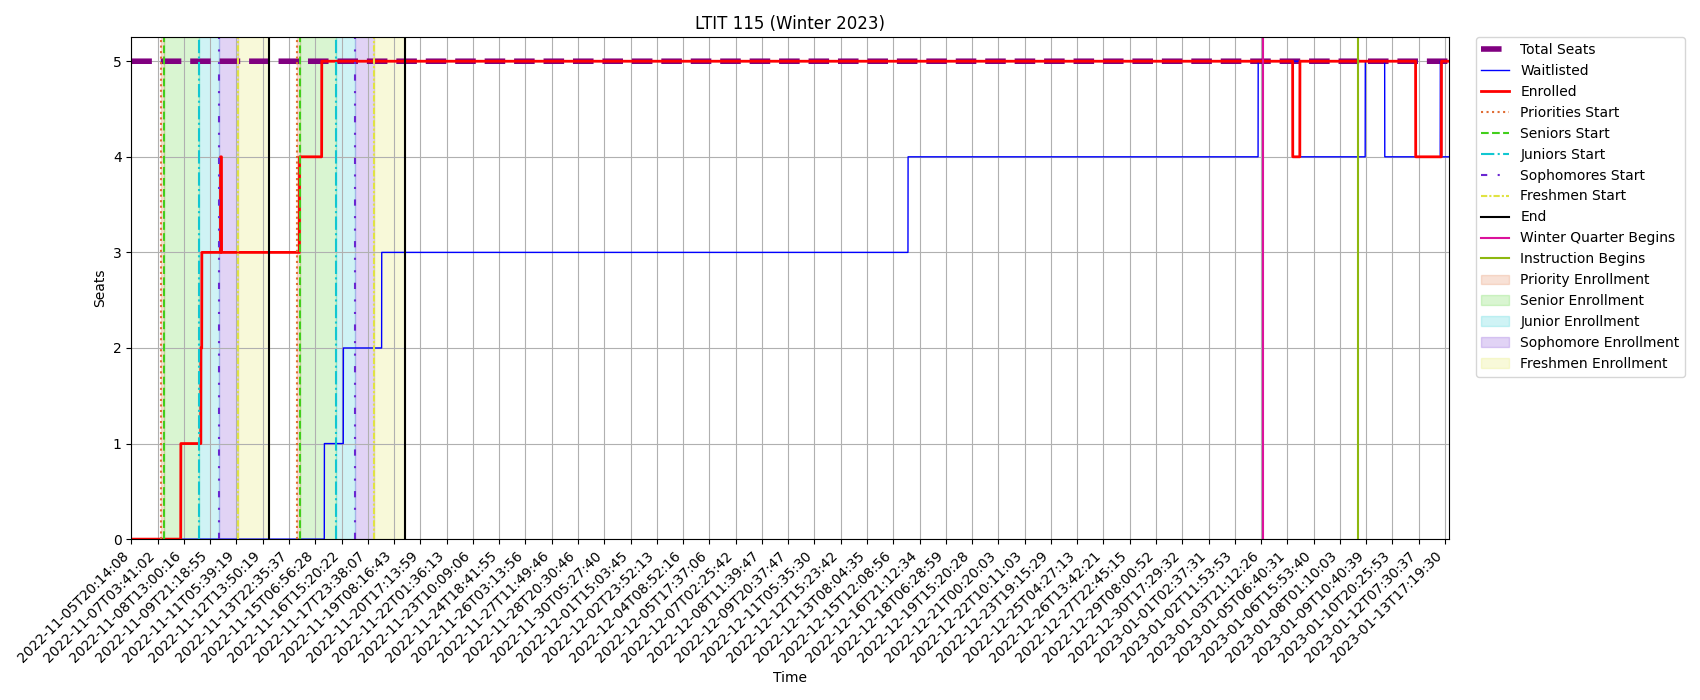 LTIT 115 (Winter 2023)
Seats
5
4
3
2
1
0
2022-11-05T20:14:08
2022-11-07T03:41:02
2022-11-08T13:00:16
2022-11-09T21:18:55
2022-11-11T05:39:19
2022-11-12T13:50:19
2022-11-13T22:35:37
2022-11-15T06:56:28
2022-11-16T15:20:22
2022-11-17T23:38:07
2022-11-19T08:16:43
2022-11-20T17:13:59
2022-11-22T01:36:13
2022-11-23T10:09:06
2022-11-24T18:41:55
2022-11-26T03:13:56
2022-11-27T11:49:46
2022-11-28T20:30:46
2022-11-30T05:27:40
2022-12-01T15:03:45
2022-12-02T23:52:13
2022-12-04T08:52:16
2022-12-05T17:37:06
2022-12-07T02:25:42
2022-12-08T11:39:47
2022-12-09T20:37:47
2022-12-11T05:35:30
2022-12-12T15:23:42
2022-12-13T08:04:35
2022-12-15T12:08:56
2022-12-16T21:12:34
2022-12-18T06:28:59
2022-12-19T15:20:28
2022-12-21T00:20:03
2022-12-22T10:11:03
2022-12-23T19:15:29
2022-12-25T04:27:13
2022-12-26T13:42:21
2022-12-27T22:45:15
2022-12-29T08:00:52
2022-12-30T17:29:32
2023-01-01T02:37:31
2023-01-02T11:53:53
2023-01-03T21:12:26
2023-01-05T06:40:31
2023-01-06T15:53:40
2023-01-08T01:10:03
2023-01-09T10:40:39
2023-01-10T20:25:53
2023-01-12T07:30:37
2023-01-13T17:19:30
Time
Total Seats
Waitlisted
Enrolled
Priorities Start
Seniors Start
Juniors Start
Sophomores Start
Freshmen Start
End
Winter Quarter Begins
Instruction Begins
Priority Enrollment
Senior Enrollment
Junior Enrollment
Sophomore Enrollment
Freshmen Enrollment